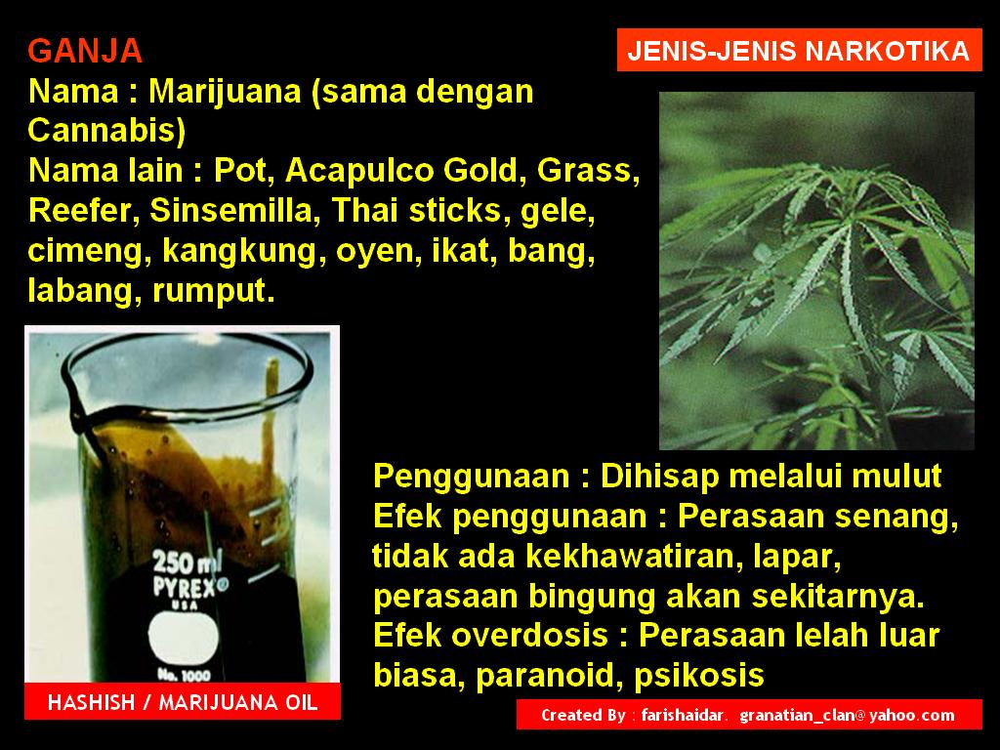 GANJA
JENIS-JENIS NARKOTIKA
Nama : Marijuana (sama dengan
Cannabis)
Nama lain : Pot, Acapulco Gold, Grass,
Reefer, Sinsemilla, Thai sticks, gele,
cimeng, kangkung, oyen, ikat, bang,
labang, rumput.
250 ml
PYREX®
USA
No. 1000
HASHISH / MARIJUANA OIL
Penggunaan : Dihisap melalui mulut
Efek penggunaan : Perasaan senang,
tidak ada kekhawatiran, lapar,
perasaan bingung akan sekitarnya.
Efek overdosis : Perasaan lelah luar
biasa, paranoid, psikosis
Created By : farishaidar. granatian_clan@yahoo.com